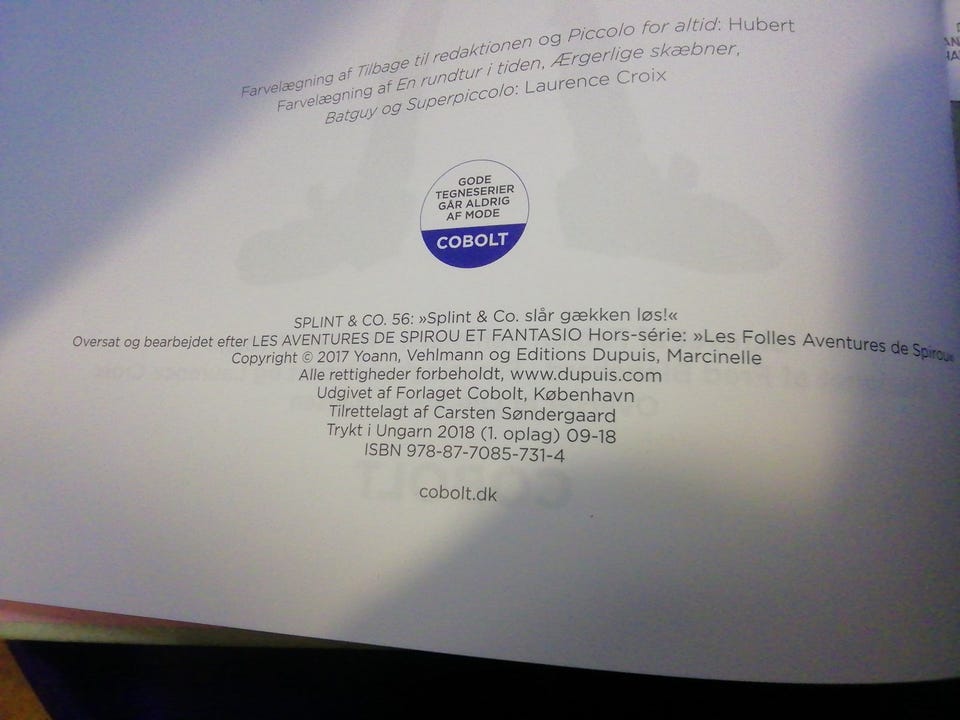 Farvelægning af Tilbage til redaktionen og Piccolo for altid: Hubert
Farvelægning af En rundtur i tiden, Ærgerlige skæbner,
Batguy og Superpiccolo: Laurence Croix
GODE
TEGNESERIER
GÅR ALDRIG
AF MODE
COBOLT
SPLINT & CO. 56: »Splint & Co. slår gækken løs!«
Oversat og bearbejdet efter LES AVENTURES DE SPIROU ET FANTASIO Hors-série: »Les Folles Aventures de Spirou«
Copyright © 2017 Yoann, Vehlmann og Editions Dupuis, Marcinelle
Alle rettigheder forbeholdt, www.dupuis.com
Udgivet af Forlaget Cobolt, København
Tilrettelagt af Carsten Søndergaard
Trykt i Ungarn 2018 (1. oplag) 09-18
ISBN 978-87-7085-731-4
cobolt.dk